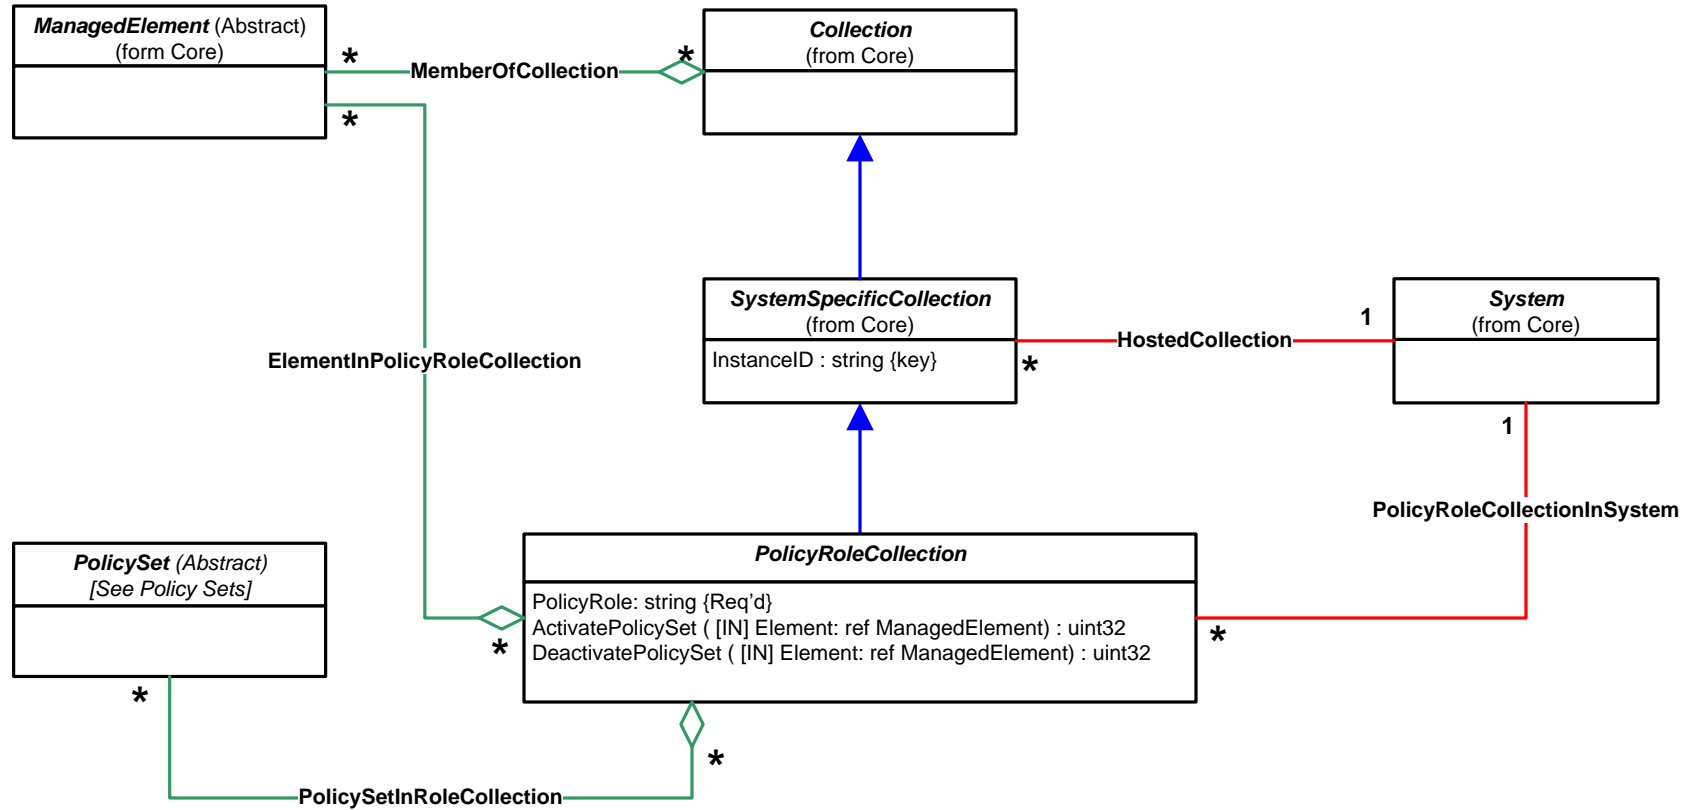 ManagedElement (Abstract)
(form Core)
*
MemberOfCollection
*
Collection
(from Core)
*
SystemSpecificCollection
(from Core)
InstanceID : string {key}
*
HostedCollection
1
System
(from Core)
ElementInPolicyRoleCollection
1
PolicyRoleCollectionInSystem
PolicySet (Abstract)
[See Policy Sets]
PolicyRoleCollection
PolicyRole: string {Req’d}
ActivatePolicySet ( [IN] Element: ref ManagedElement) : uint32
DeactivatePolicySet ( [IN] Element: ref ManagedElement) : uint32
*
*
*
*
PolicySetInRoleCollection